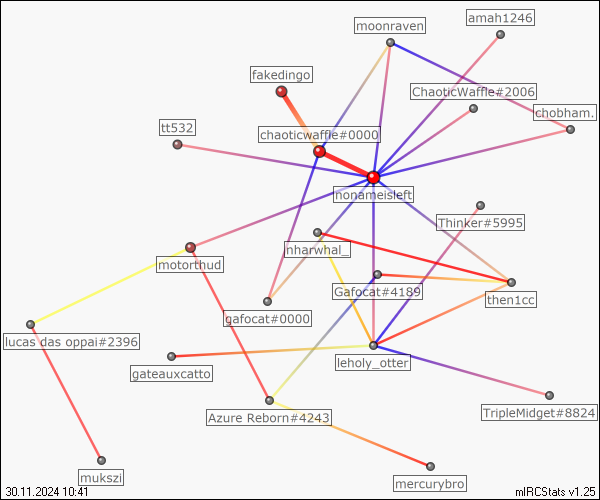 moonraven
amah1246
fakedingo
ChaoticWaffle#2006
chobham.
tt532
chaoticwaffle#0000
nonameisleft
Thinker#5995
nharwhal_
motorthud
Gafocat#4189
then1cc
gafocat#0000
lucas das oppai#2396
leholy_otter
gateauxcatto
Azure Reborn#4243
TripleMidget#8824
mukszi
mercurybro
30.11.2024 10:41
mIRCStats v1.25